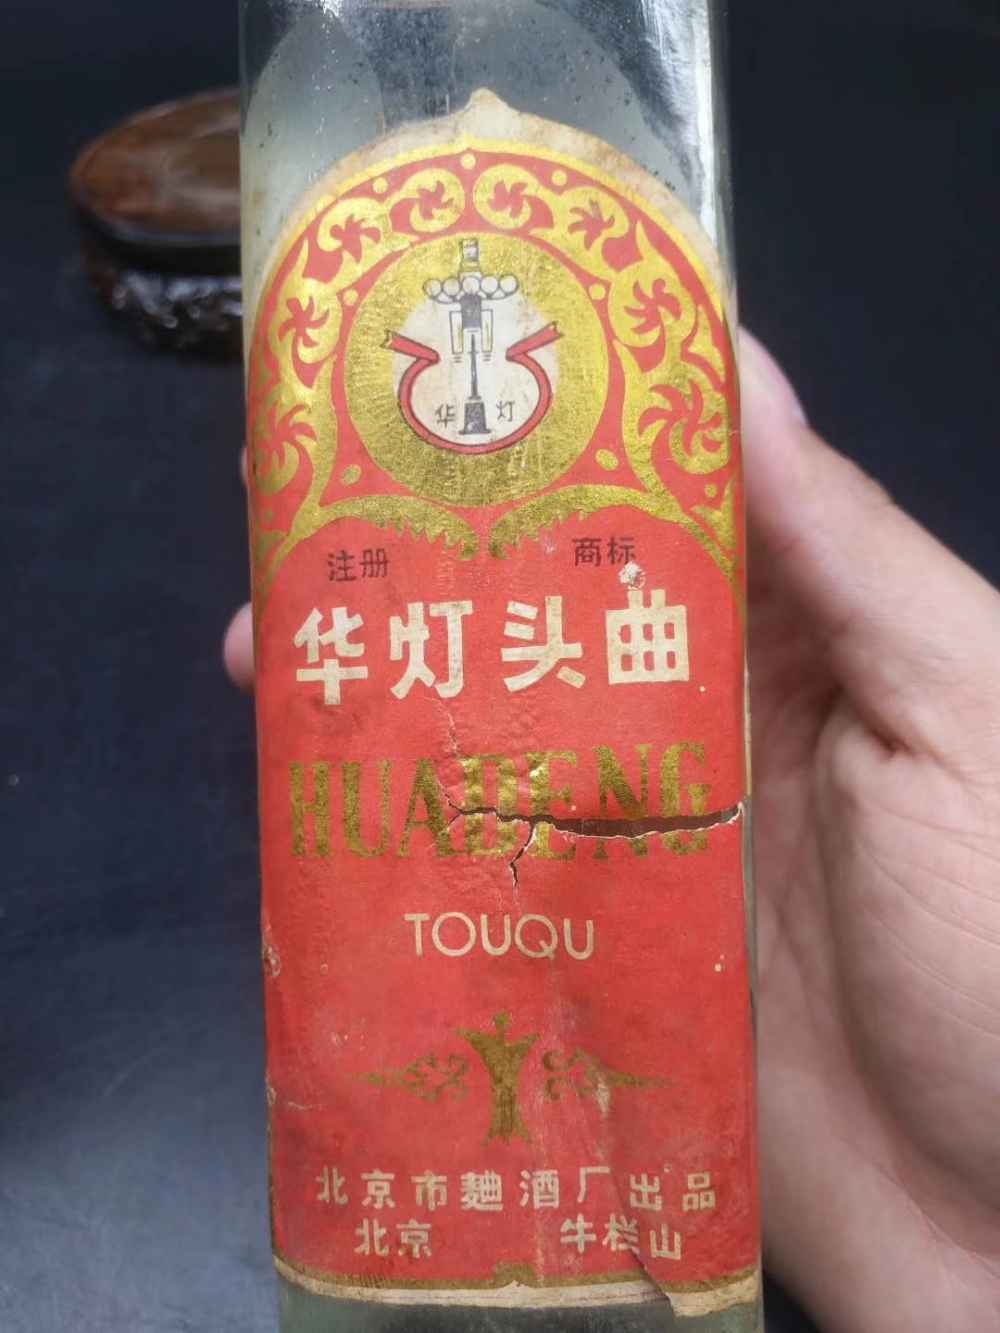 华 灯
注册 商标
华灯头曲
HUADENG
TOUQU
北京市麯酒厂出品
北京 牛栏山